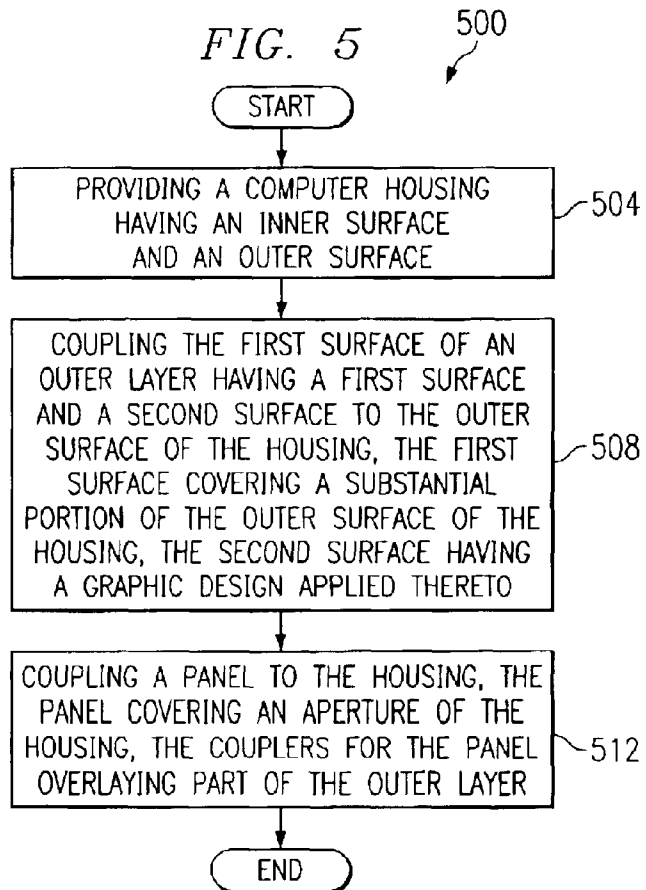 FIG. 5
500
START
PROVIDING A COMPUTER HOUSING
HAVING AN INNER SURFACE
AND AN OUTER SURFACE
504
COUPLING THE FIRST SURFACE OF AN
OUTER LAYER HAVING A FIRST SURFACE
AND A SECOND SURFACE TO THE OUTER
SURFACE OF THE HOUSING, THE FIRST
SURFACE COVERING A SUBSTANTIAL
PORTION OF THE OUTER SURFACE OF THE
HOUSING, THE SECOND SURFACE HAVING
A GRAPHIC DESIGN APPLIED THERETO
508
COUPLING A PANEL TO THE HOUSING, THE
PANEL COVERING AN APERTURE OF THE
HOUSING, THE COUPLERS FOR THE PANEL
OVERLAYING PART OF THE OUTER LAYER
512
END